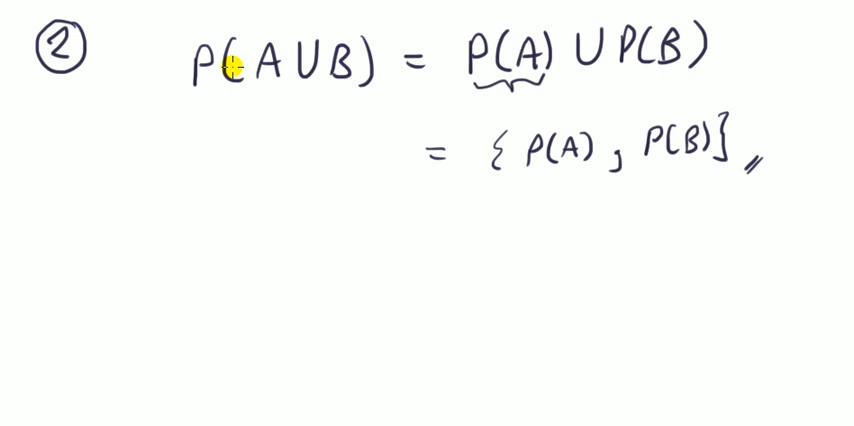 ② P(A∪B) = P(A) ∪ P(B)
= { P(A) , P(B)} //